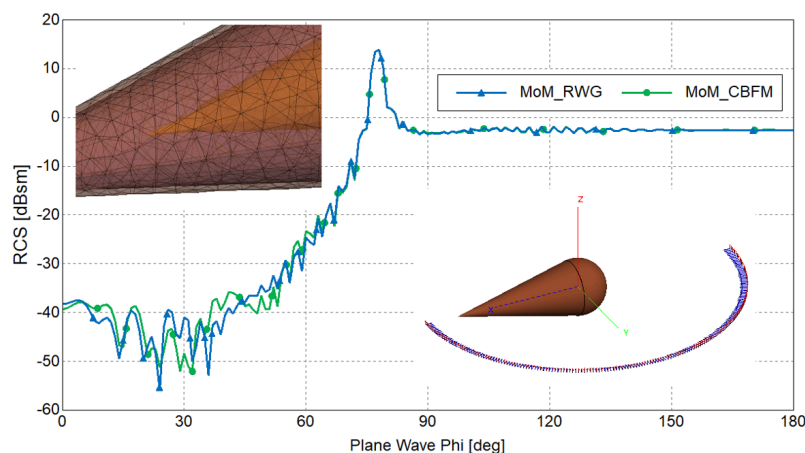 20
10
0
-10
-20
-30
-40
-50
-60
RCS [dBsm]
MoM_RWG MoM_CBFM
Z
X
Y
0 30 60 90 120 150 180
Plane Wave Phi [deg]